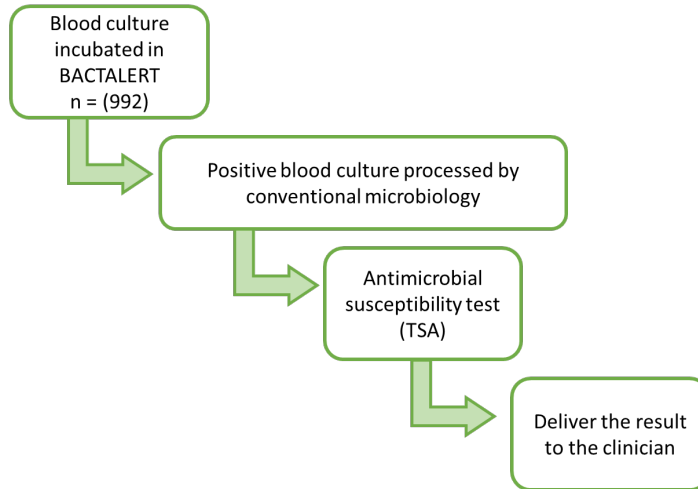 Blood culture
incubated in
BACTALERT
n = (992)
Positive blood culture processed by
conventional microbiology
Antimicrobial
susceptibility test
(TSA)
Deliver the result
to the clinician